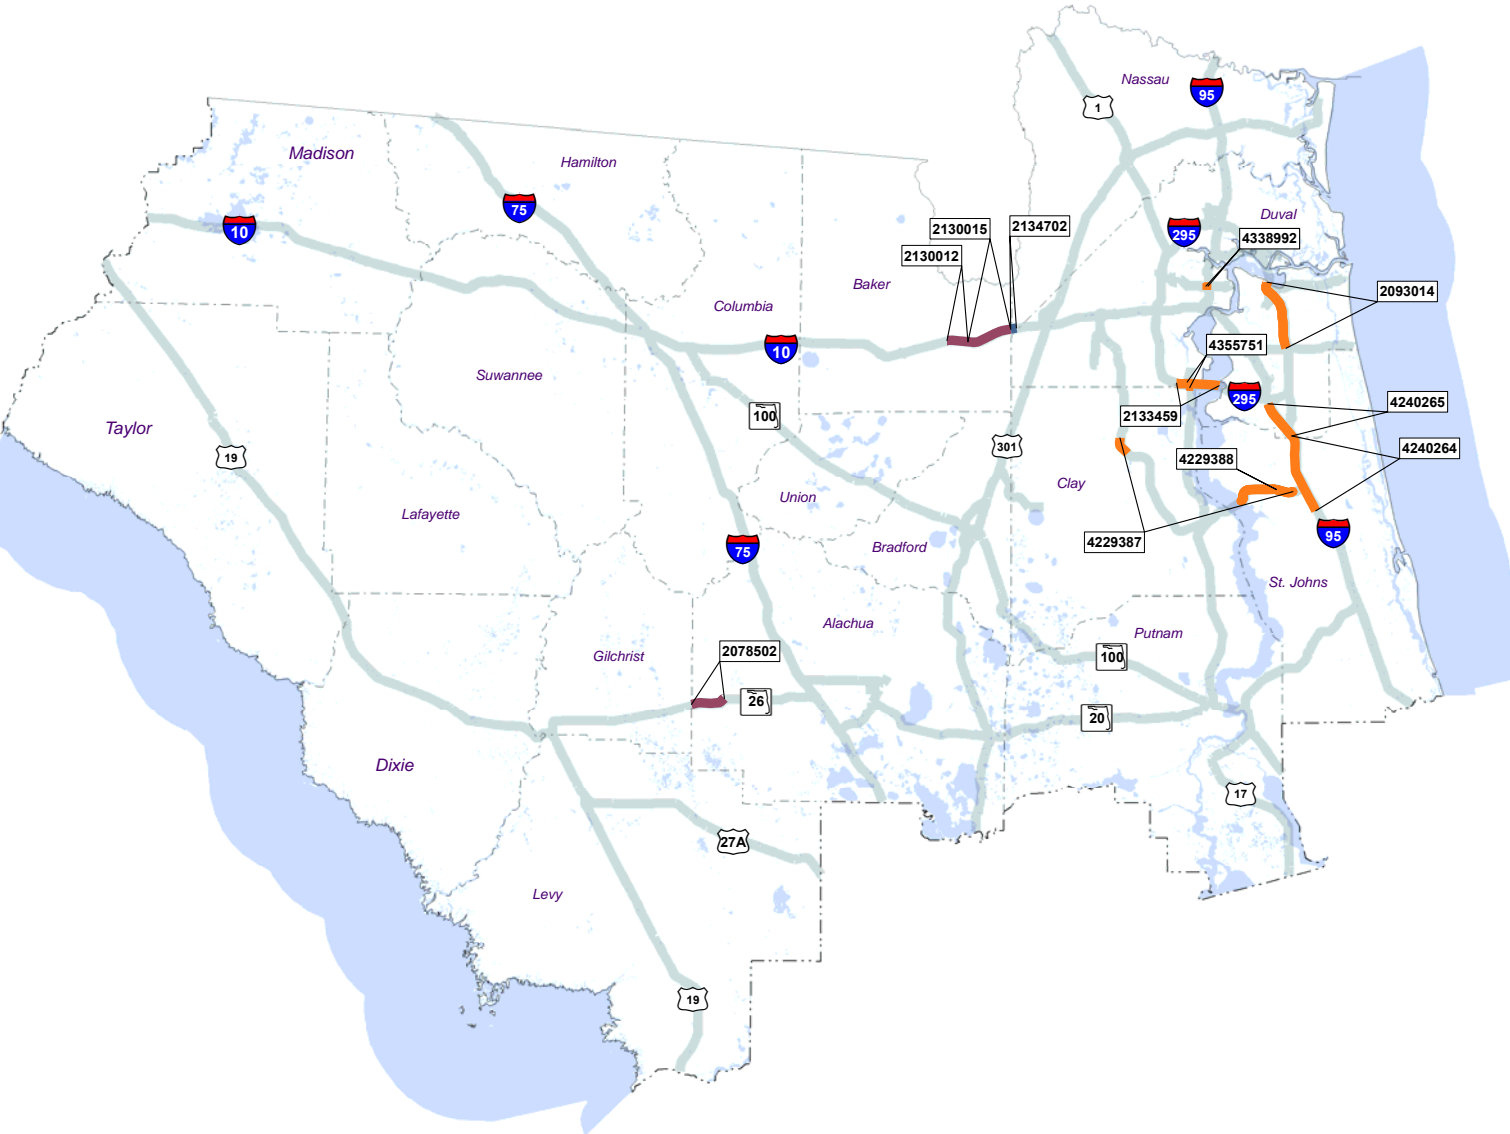 Nassau
95
1
Madison
Hamilton
75
10
Duval
295
2130015
2134702
4338992
2130012
Baker
2093014
Columbia
10
4355751
Suwannee
295
4240265
100
2133459
Taylor
19
301
4240264
4229388
Clay
Union
Lafayette
95
4229387
75
Bradford
St. Johns
Alachua
Putnam
2078502
Gilchrist
100
26
20
Dixie
17
27A
Levy
19